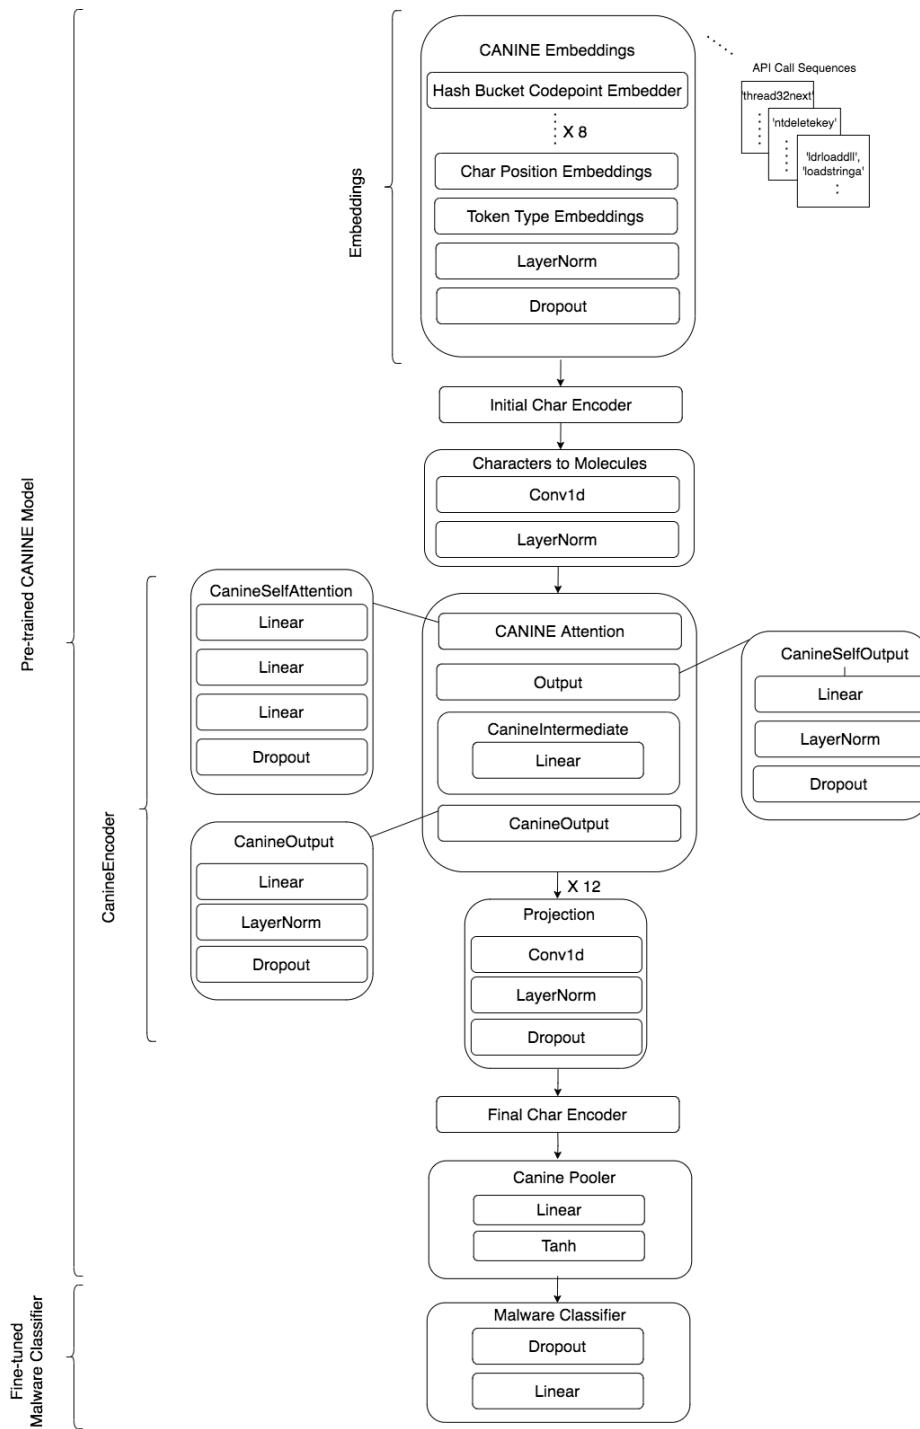 CANINE Embeddings
Hash Bucket Codepoint Embedder
X 8
Char Position Embeddings
Token Type Embeddings
LayerNorm
Dropout
Embeddings
API Call Sequences
'thread32next'
'ntdeletekey'
'ldrloaddll',
'loadstringa'
Initial Char Encoder
Characters to Molecules
Conv1d
LayerNorm
Pre-trained CANINE Model
CanineEncoder
CanineSelfAttention
Linear
Linear
Linear
Dropout
CANINE Attention
Output
CanineIntermediate
Linear
CanineOutput
CanineSelfOutput
Linear
LayerNorm
Dropout
CanineOutput
Linear
LayerNorm
Dropout
X 12
Projection
Conv1d
LayerNorm
Dropout
Final Char Encoder
Canine Pooler
Linear
Tanh
Fine-tuned
Malware Classifier
Malware Classifier
Dropout
Linear